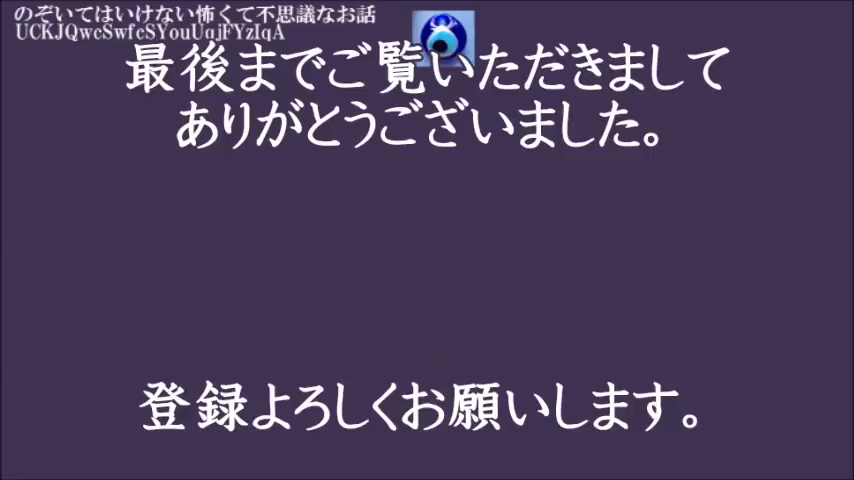 のぞいてはいけない怖くて不思議なお話
UCKJQwcSwfcSYouUqjFYzIqA
最後までご覧いただきまして
ありがとうございました。
登録よろしくお願いします。